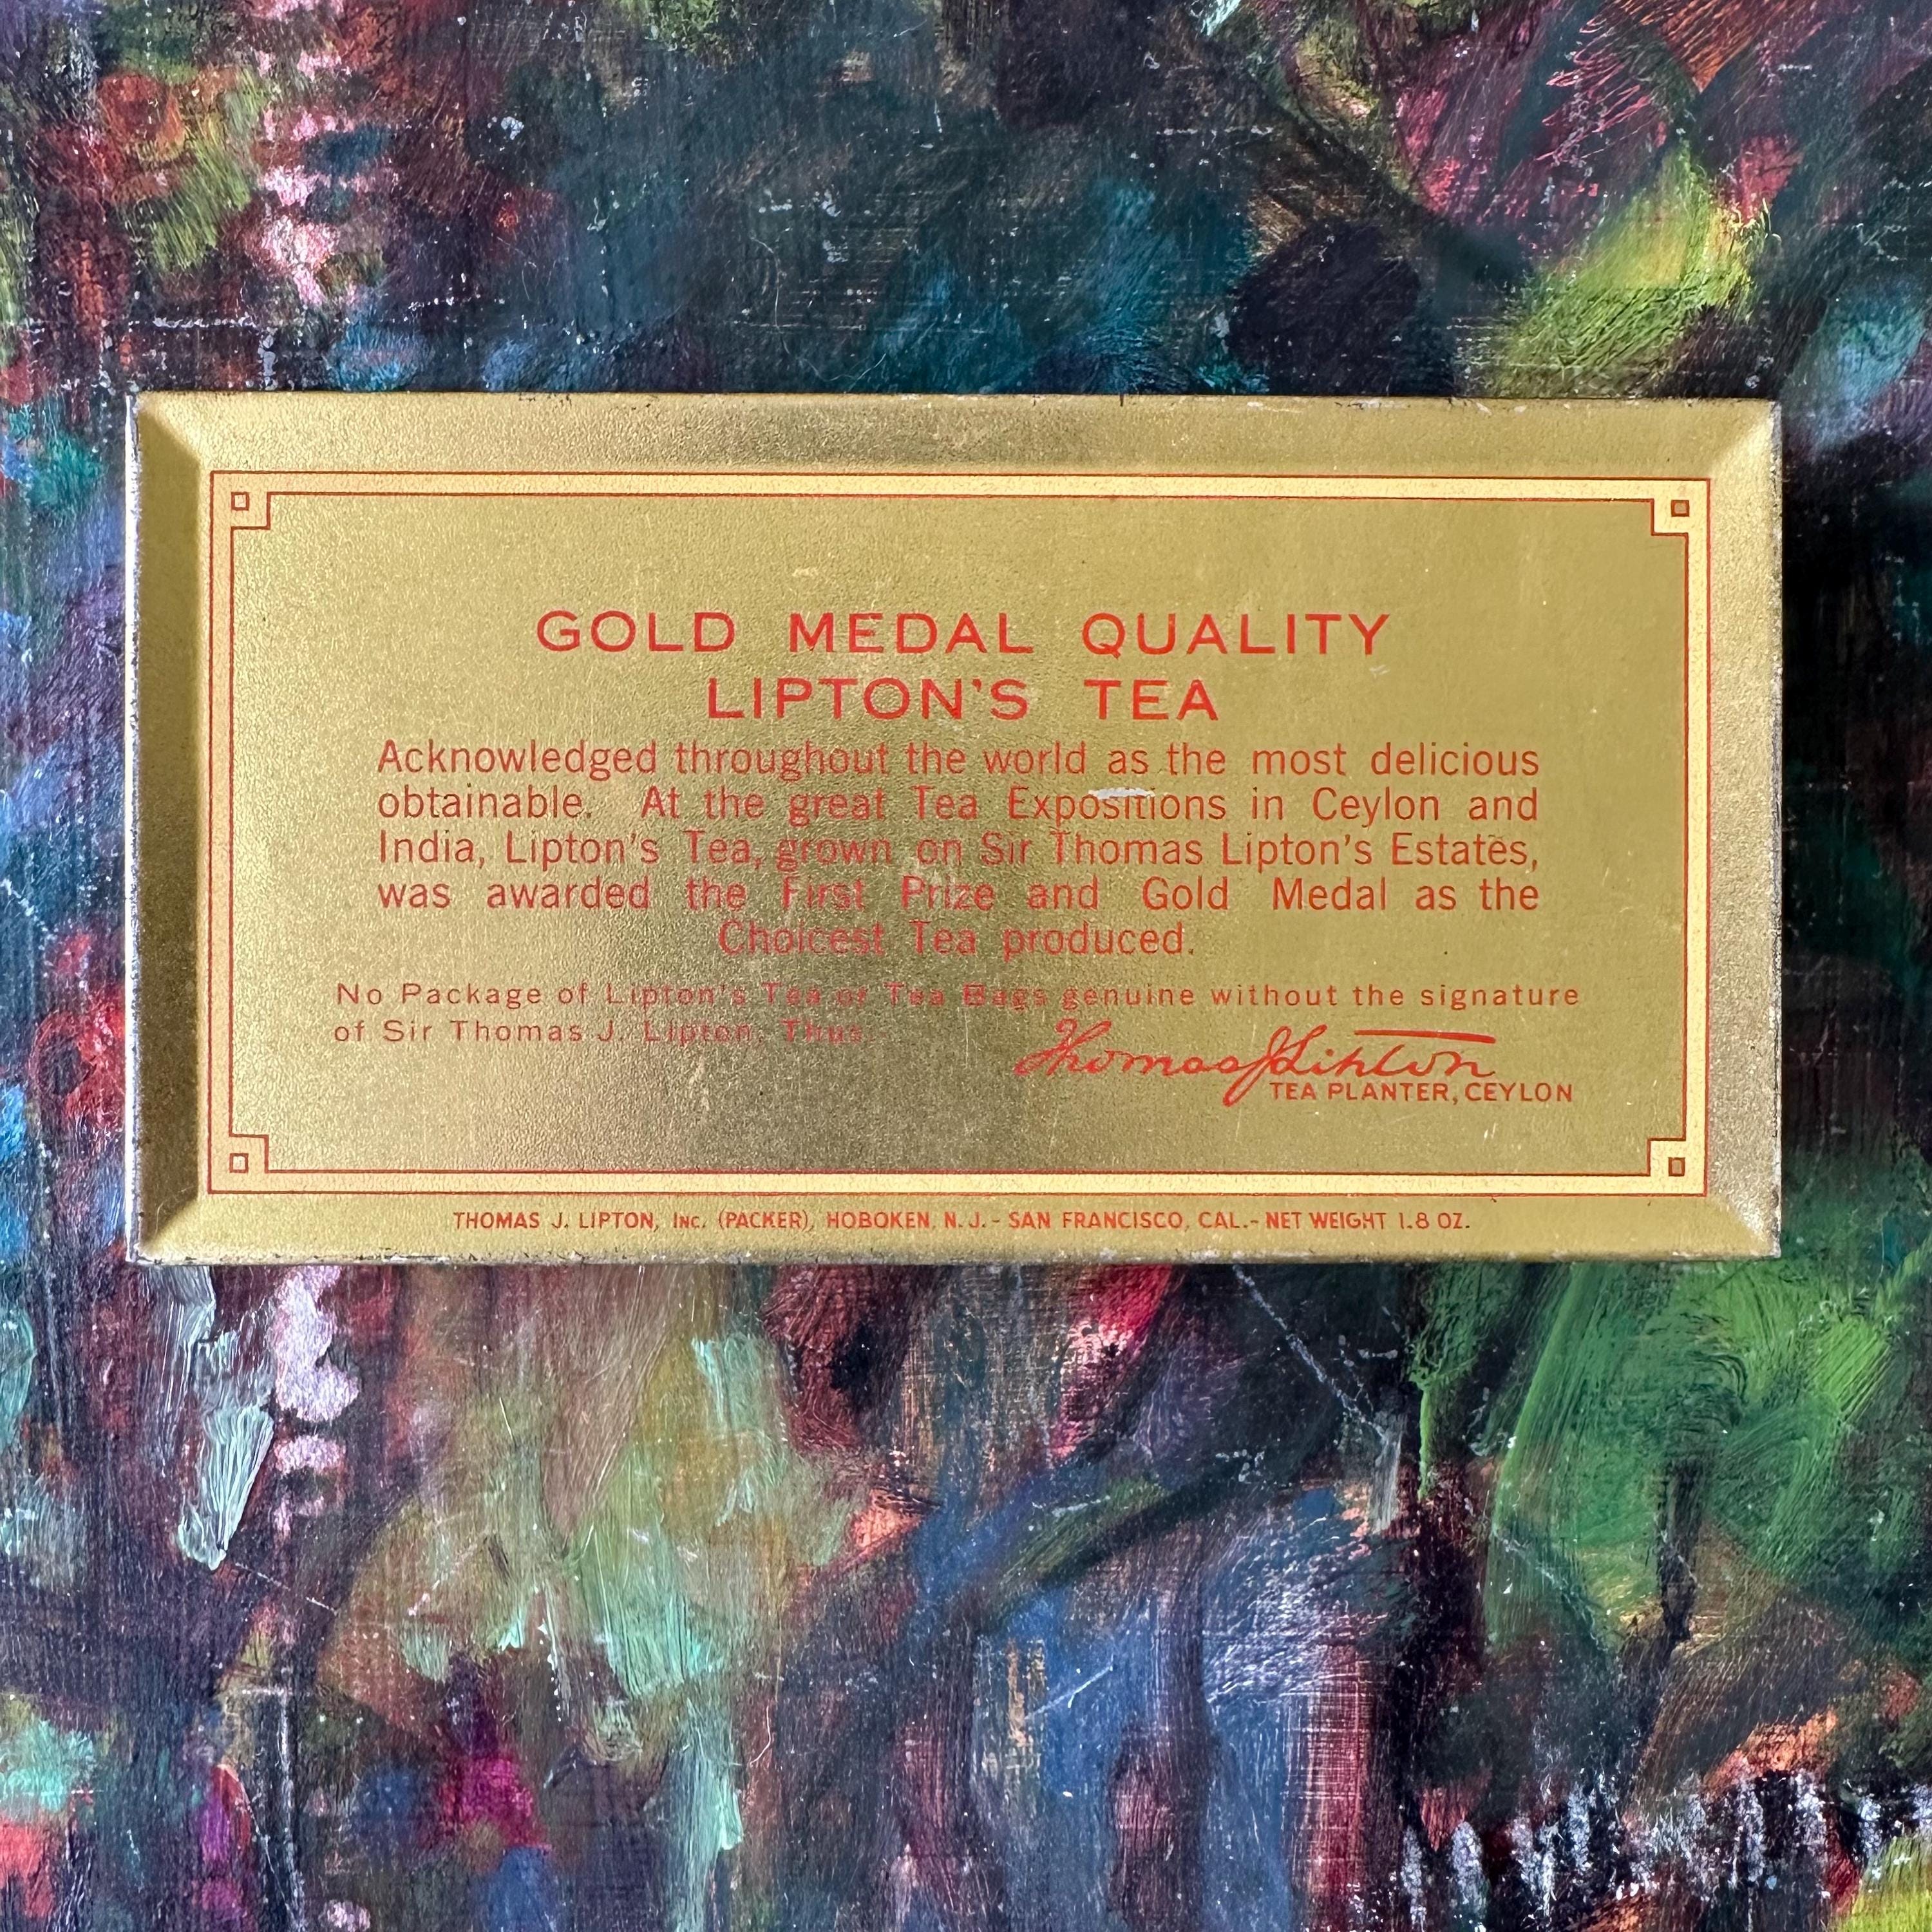 GOLD MEDAL QUALITY
LIPTON'S TEA
Acknowledged throughout the world as the most delicious
obtainable. At the great Tea Expositions in Ceylon and
India, Lipton's Tea, grown on Sir Thomas Lipton's Estates,
was awarded the First Prize and Gold Medal as the
Choicest Tea produced.
No Package of Lipton's Tea or Tea Bags genuine without the signature
of Sir Thomas J. Lipton, Thus:
Thomas J Lipton
TEA PLANTER, CEYLON
THOMAS J. LIPTON, Inc. (PACKER), HOBOKEN, N. J. - SAN FRANCISCO, CAL. - NET WEIGHT 1.8 OZ.